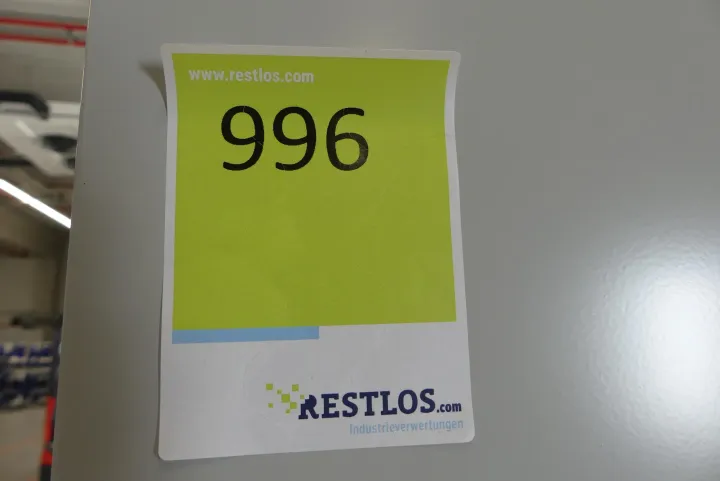 www.restlos.com
996
RESTLOS.com
Industrieverwertungen